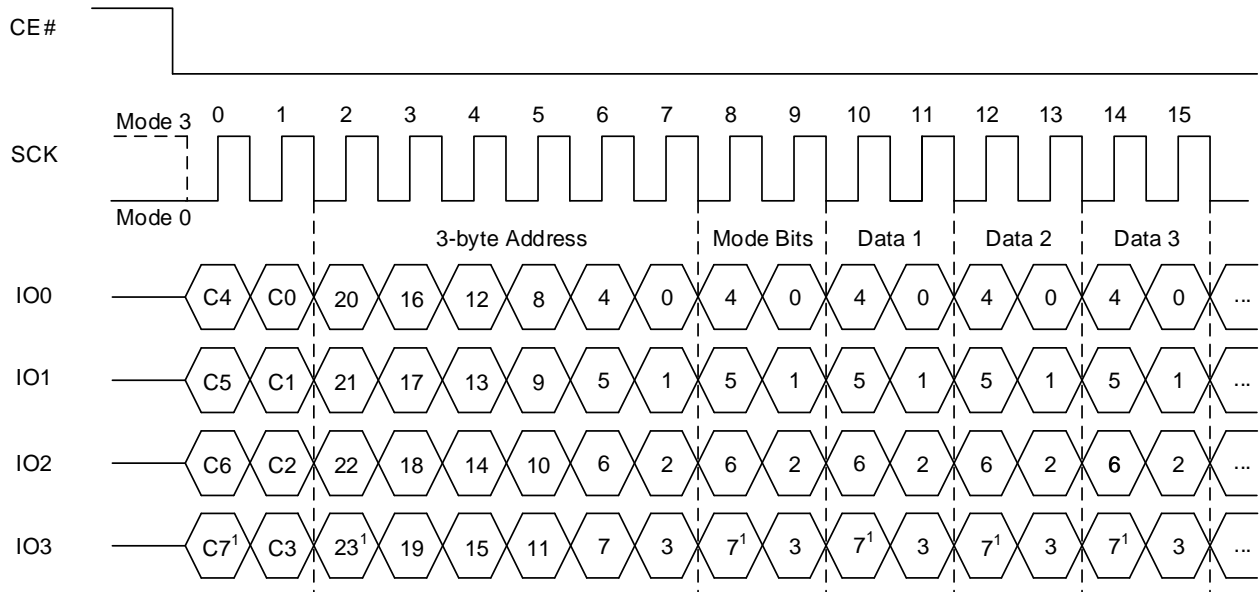 CE#
Mode 3 0 1 2 3 4 5 6 7 8 9 10 11 12 13 14 15
SCK
Mode 0
3-byte Address Mode Bits Data 1 Data 2 Data 3
IO0 C4 C0 20 16 12 8 4 0 4 0 4 0 4 0 4 0 ...
IO1 C5 C1 21 17 13 9 5 1 5 1 5 1 5 1 5 1 ...
IO2 C6 C2 22 18 14 10 6 2 6 2 6 2 6 2 6 2 ...
IO3 C7¹ C3 23¹ 19 15 11 7 3 7¹ 3 7¹ 3 7¹ 3 7¹ 3 ...